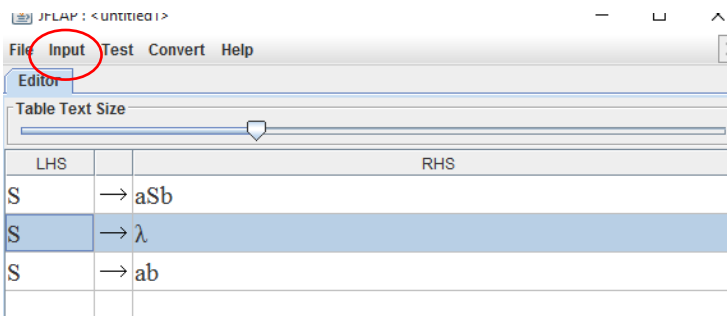 JFLAP : <untitled1>
File Input Test Convert Help
Editor
Table Text Size
LHS RHS
S → aSb
S → λ
S → ab